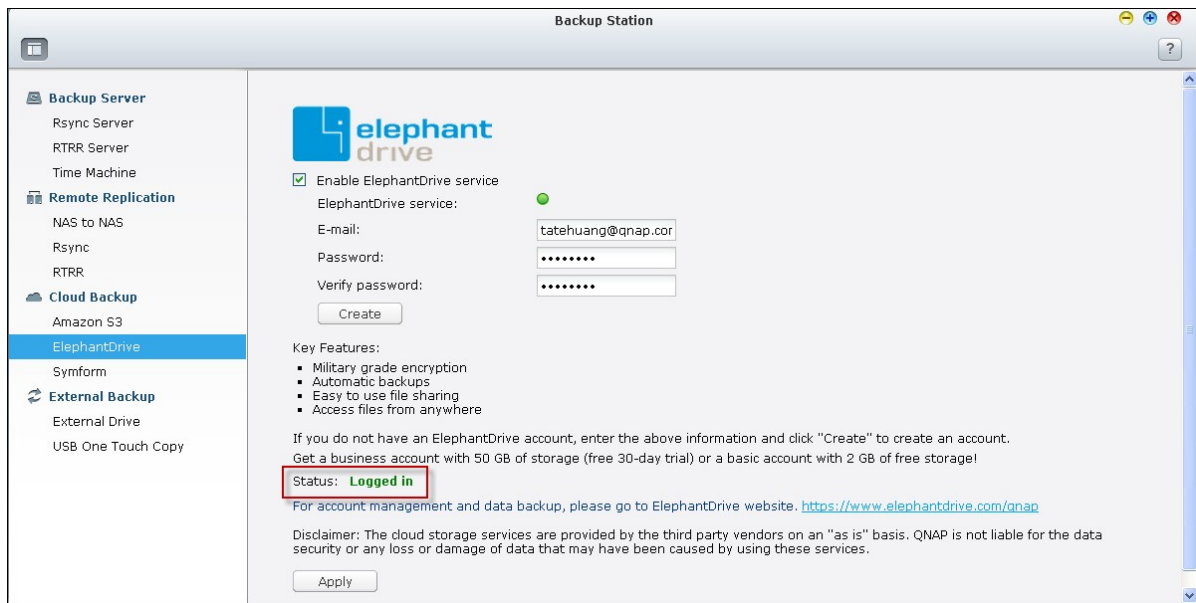 Backup Station
?
Backup Server
Rsync Server
RTRR Server
Time Machine
Remote Replication
NAS to NAS
Rsync
RTRR
Cloud Backup
Amazon S3
ElephantDrive
Symform
External Backup
External Drive
USB One Touch Copy
elephant
drive
Enable ElephantDrive service
ElephantDrive service:
E-mail: tatehuang@qnap.cor
Password: ••••••••
Verify password: ••••••••
Create
Key Features:
▪ Military grade encryption
▪ Automatic backups
▪ Easy to use file sharing
▪ Access files from anywhere
If you do not have an ElephantDrive account, enter the above information and click "Create" to create an account.
Get a business account with 50 GB of storage (free 30-day trial) or a basic account with 2 GB of free storage!
Status: Logged in
For account management and data backup, please go to ElephantDrive website. https://www.elephantdrive.com/qnap
Disclaimer: The cloud storage services are provided by the third party vendors on an "as is" basis. QNAP is not liable for the data
security or any loss or damage of data that may have been caused by using these services.
Apply